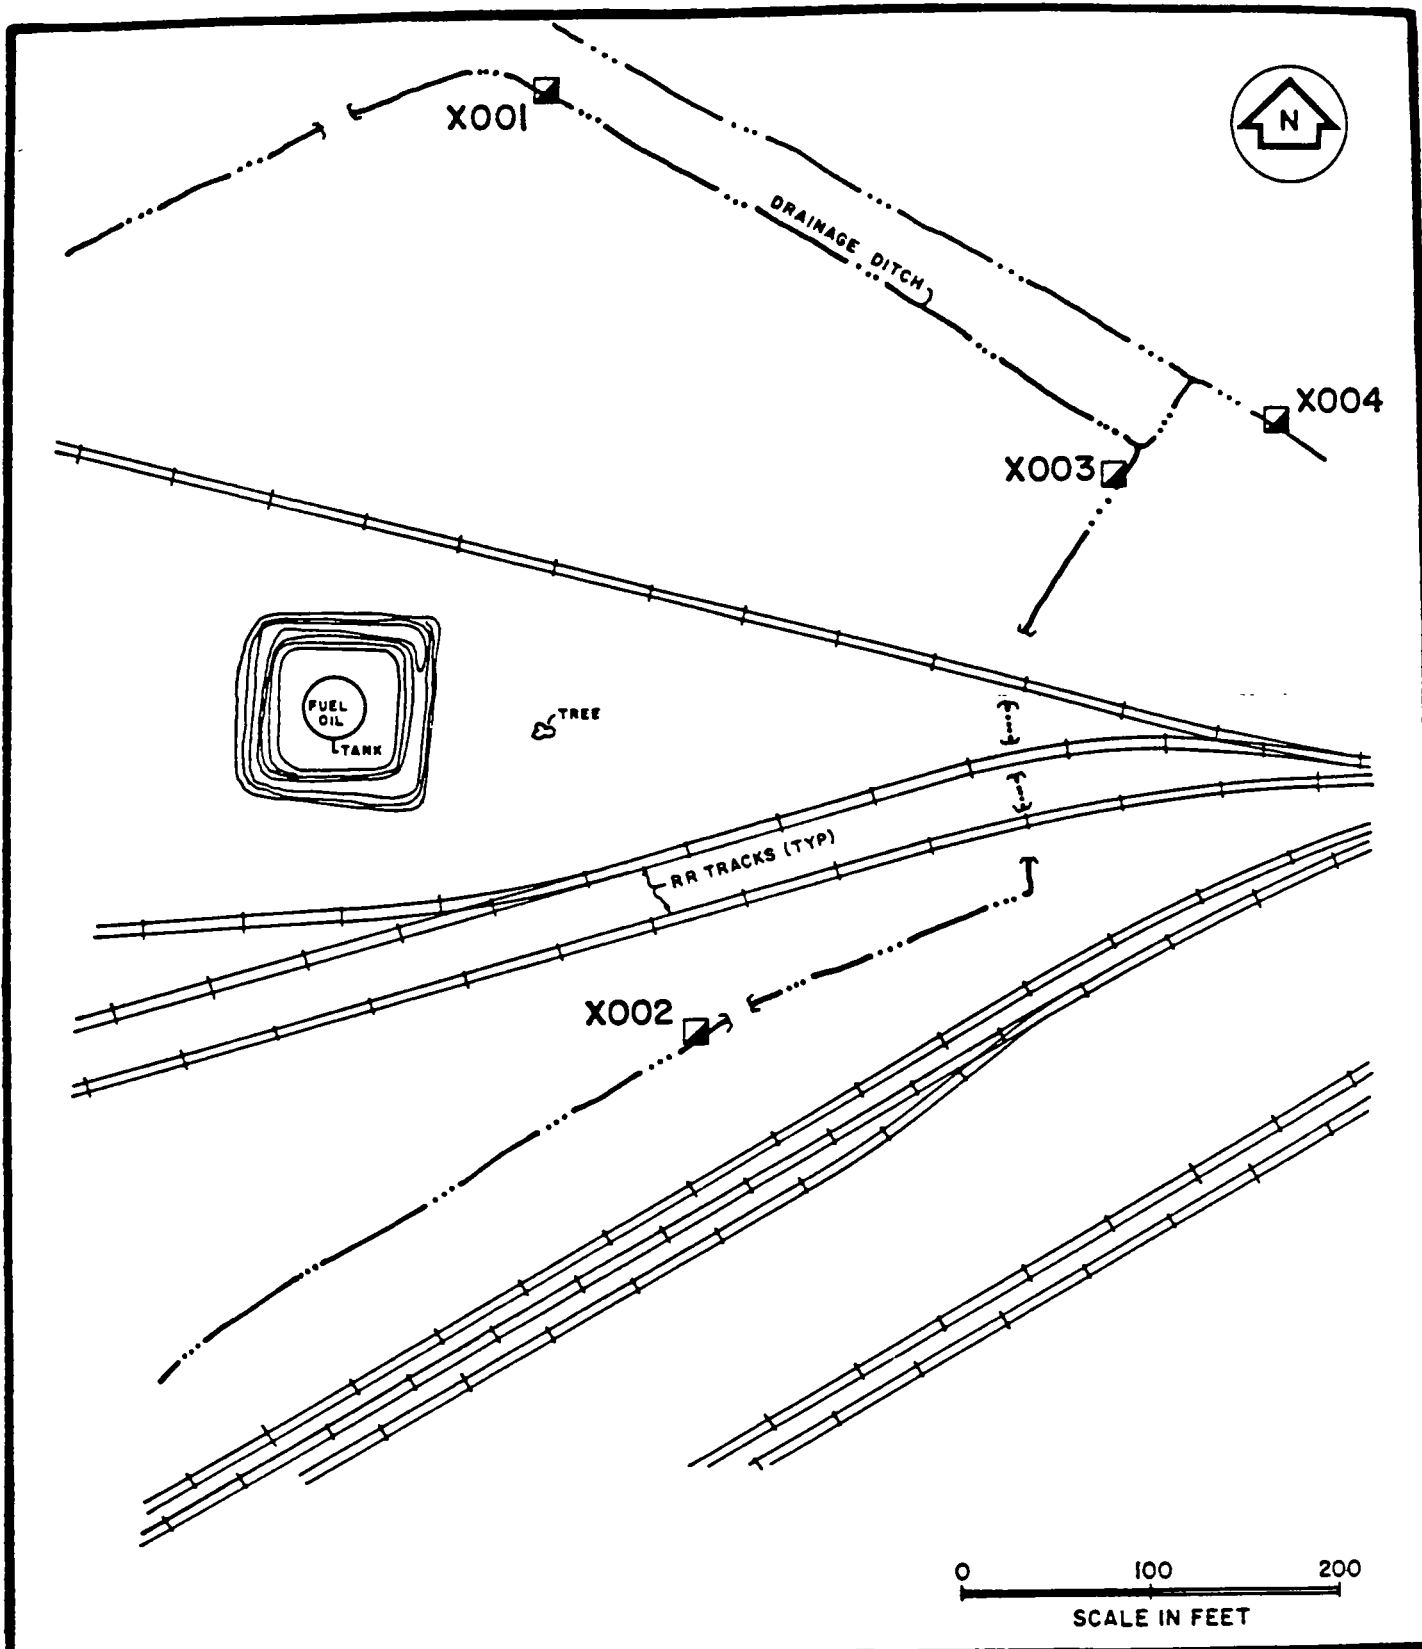 X001
N
DRAINAGE DITCH
X004
X003
FUEL
OIL
TANK
TREE
RR TRACKS (TYP)
X002
0 100 200
SCALE IN FEET